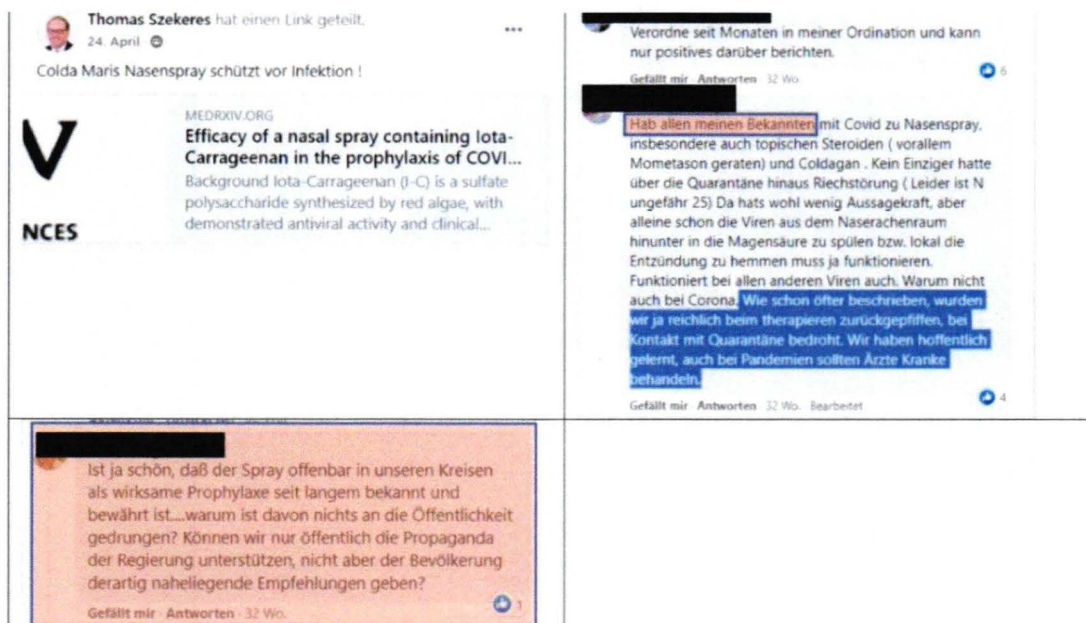 Thomas Szekeres hat einen Link geteilt.
24. April
Colda Maris Nasenspray schützt vor Infektion !
V
NCES
MEDRXIV.ORG
Efficacy of a nasal spray containing Iota-
Carrageenan in the prophylaxis of COVI...
Background Iota-Carrageenan (I-C) is a sulfate
polysaccharide synthesized by red algae, with
demonstrated antiviral activity and clinical...
Verordne seit Monaten in meiner Ordination und kann
nur positives darüber berichten.
Gefällt mir · Antworten · 32 Wo.
6
Hab allen meinen Bekannten mit Covid zu Nasenspray,
insbesondere auch topischen Steroiden ( vorallem
Mometason geraten) und Coldagan . Kein Einziger hatte
über die Quarantäne hinaus Riechstörung ( Leider ist N
ungefähr 25) Da hats wohl wenig Aussagekraft, aber
alleine schon die Viren aus dem Naserachenraum
hinunter in die Magensäure zu spülen bzw. lokal die
Entzündung zu hemmen muss ja funktionieren.
Funktioniert bei allen anderen Viren auch. Warum nicht
auch bei Corona. Wie schon öfter beschrieben, wurden
wir ja reichlich beim therapieren zurückgepfiffen, bei
Kontakt mit Quarantäne bedroht. Wir haben hoffentlich
gelernt, auch bei Pandemien sollten Ärzte Kranke
behandeln.
Gefällt mir · Antworten · 32 Wo. · Bearbeitet
4
Ist ja schön, daß der Spray offenbar in unseren Kreisen
als wirksame Prophylaxe seit langem bekannt und
bewährt ist....warum ist davon nichts an die Öffentlichkeit
gedrungen? Können wir nur öffentlich die Propaganda
der Regierung unterstützen, nicht aber der Bevölkerung
derartig naheliegende Empfehlungen geben?
Gefällt mir · Antworten · 32 Wo.
1